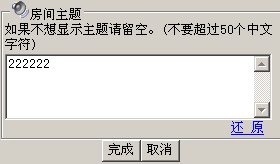 房间主题
如果不想显示主题请留空。(不要超过50个中文
字符)
222222
还 原
完成 取消